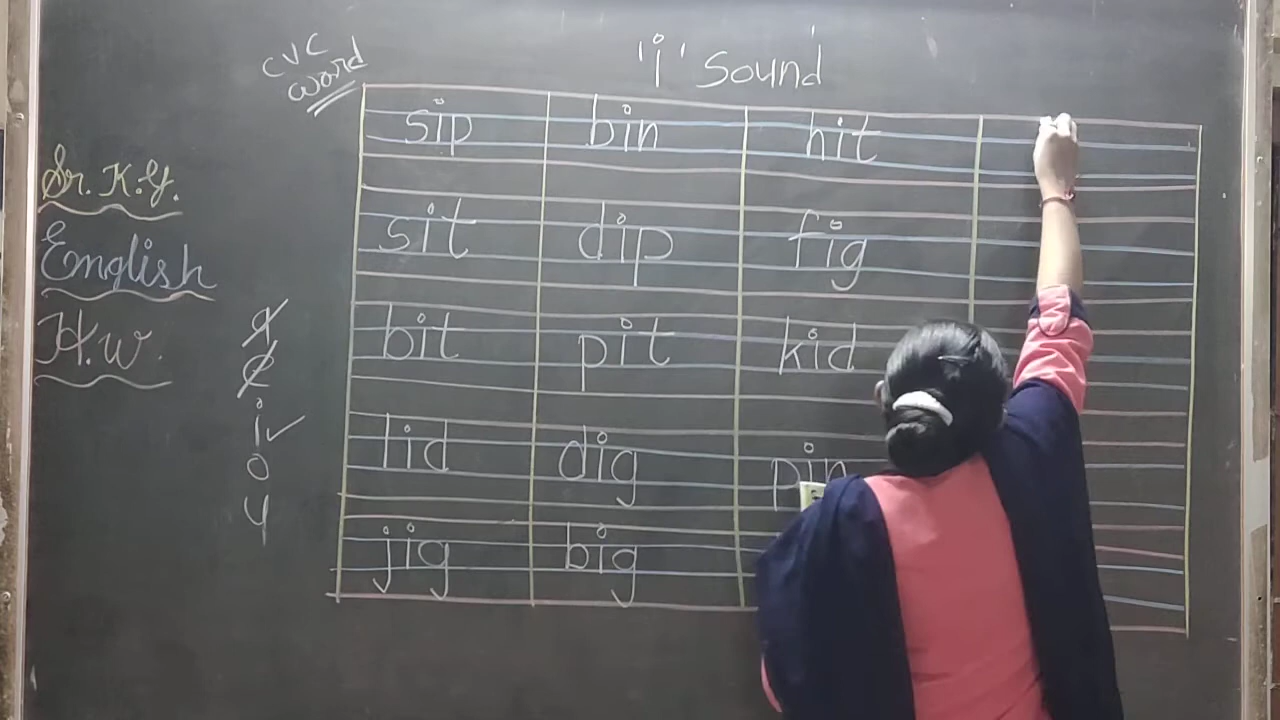 CVC
word
'i' Sound
Sr. K.G.
English
H.W.
a
e
i ✓
o
u
sip bin hit
sit dip fig
bit pit kid
lid dig pin
jig big